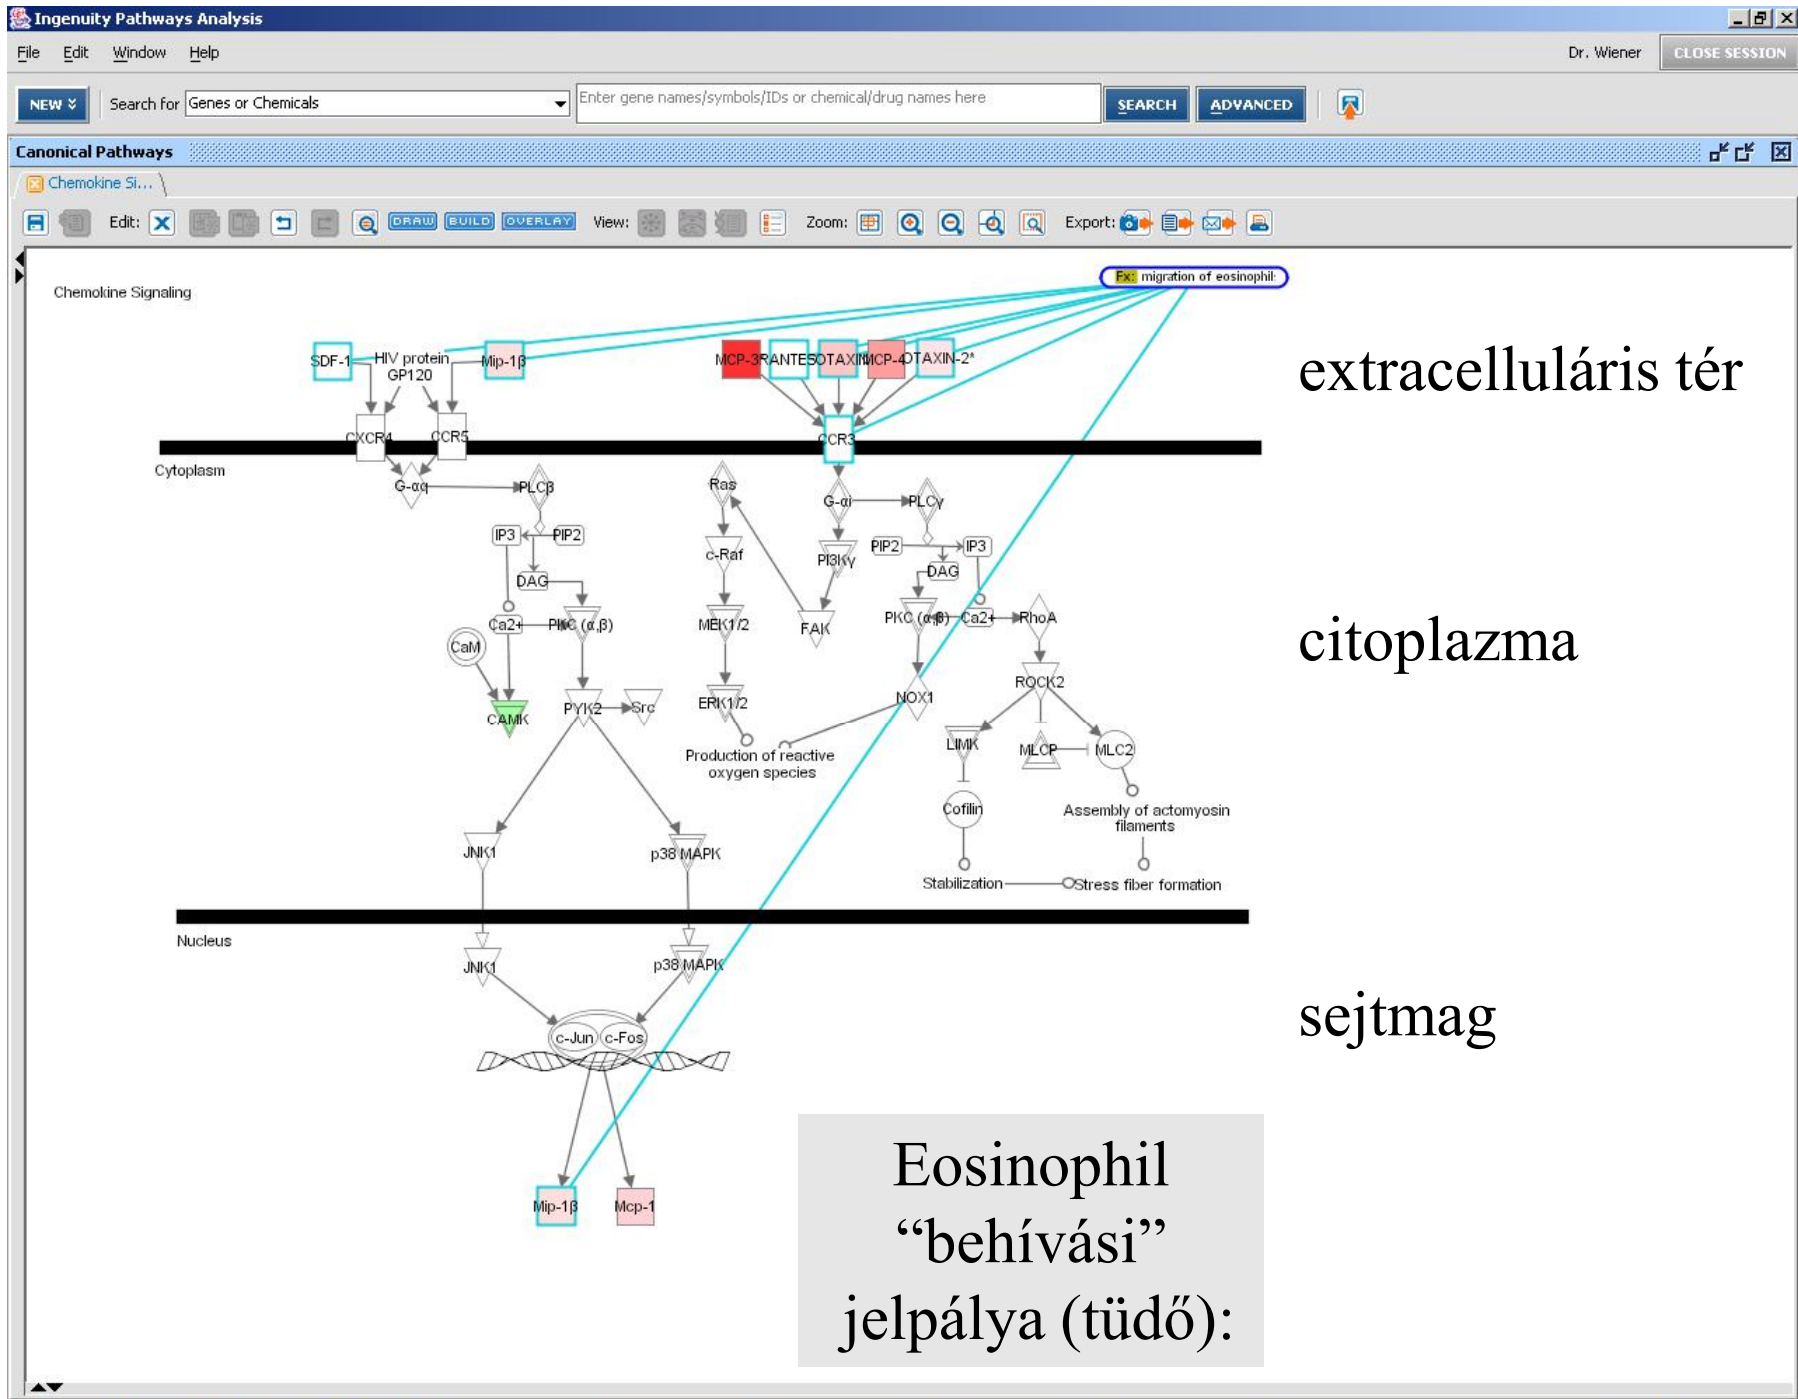 Ingenuity Pathways Analysis
File Edit Window Help
Dr. Wiener
CLOSE SESSION
NEW
Search for
Genes or Chemicals
Enter gene names/symbols/IDs or chemical/drug names here
SEARCH
ADVANCED
Canonical Pathways
Chemokine Si...
Edit:
DRAW
BUILD
OVERLAY
View:
Zoom:
Export:
Fx: migration of eosinophil:
Chemokine Signaling
SDF-1
HIV protein
GP120
Mip-1β
MCP-3
RANTES
EOTAXIN
MCP-4
OTAXIN-2*
extracelluláris tér
CXCR4
CCR5
CCR3
Cytoplasm
G-αq
PLCβ
Ras
G-αi
PLCγ
IP3
PIP2
c-Raf
PI3Kγ
PIP2
IP3
DAG
DAG
Ca2+
PKC (α,β)
MEK1/2
FAK
PKC (α,β)
Ca2+
RhoA
citoplazma
CaM
CAMK
PYK2
Src
ERK1/2
NOX1
ROCK2
Production of reactive
oxygen species
LIMK
MLCP
MLC2
Cofilin
Assembly of actomyosin
filaments
JNK1
p38 MAPK
Stabilization
Stress fiber formation
Nucleus
JNK1
p38 MAPK
sejtmag
c-Jun
c-Fos
Mip-1β
Mcp-1
Eosinophil
“behívási”
jelpálya (tüdő):